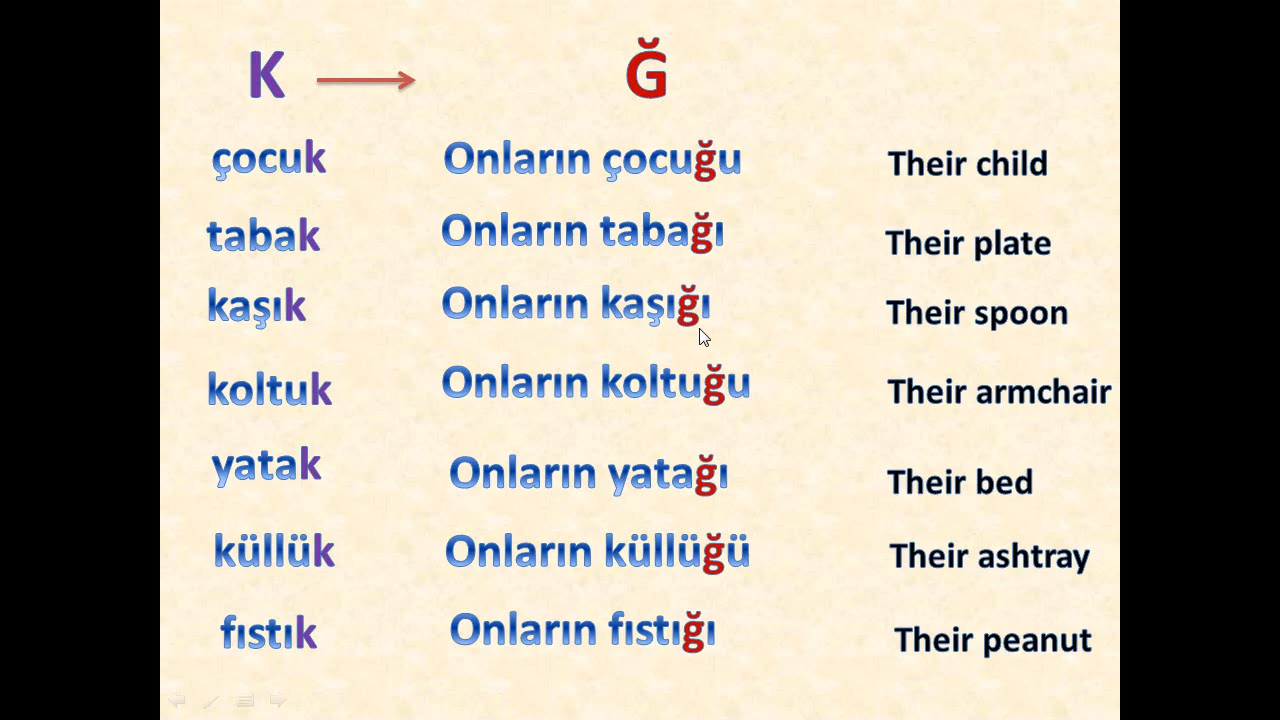 K Ğ
çocuk Onların çocuğu Their child
tabak Onların tabağı Their plate
kaşık Onların kaşığı Their spoon
koltuk Onların koltuğu Their armchair
yatak Onların yatağı Their bed
küllük Onların küllüğü Their ashtray
fıstık Onların fıstığı Their peanut